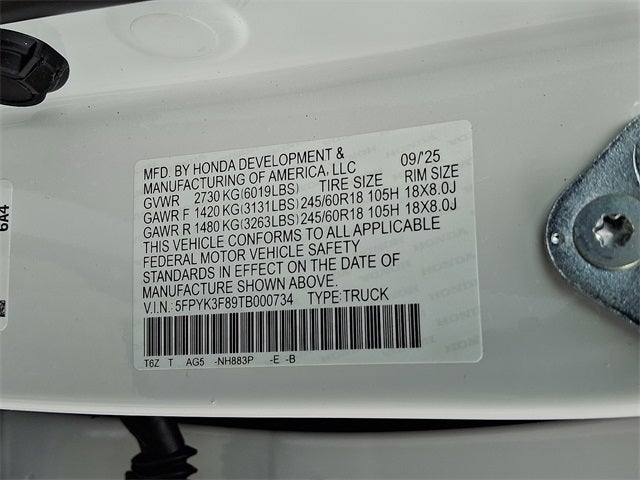 MFD. BY HONDA DEVELOPMENT &
MANUFACTURING OF AMERICA, LLC 09/'25
GVWR 2730 KG(6019LBS) TIRE SIZE RIM SIZE
GAWR F 1420 KG(3131LBS) 245/60R18 105H 18X8.0J
GAWR R 1480 KG(3263LBS) 245/60R18 105H 18X8.0J
THIS VEHICLE CONFORMS TO ALL APPLICABLE
FEDERAL MOTOR VEHICLE SAFETY
STANDARDS IN EFFECT ON THE DATE OF
MANUFACTURE SHOWN ABOVE.
V.I.N.: 5FPYK3F89TB000734 TYPE:TRUCK
T6Z T AG5 -NH883P -E -B
6A4